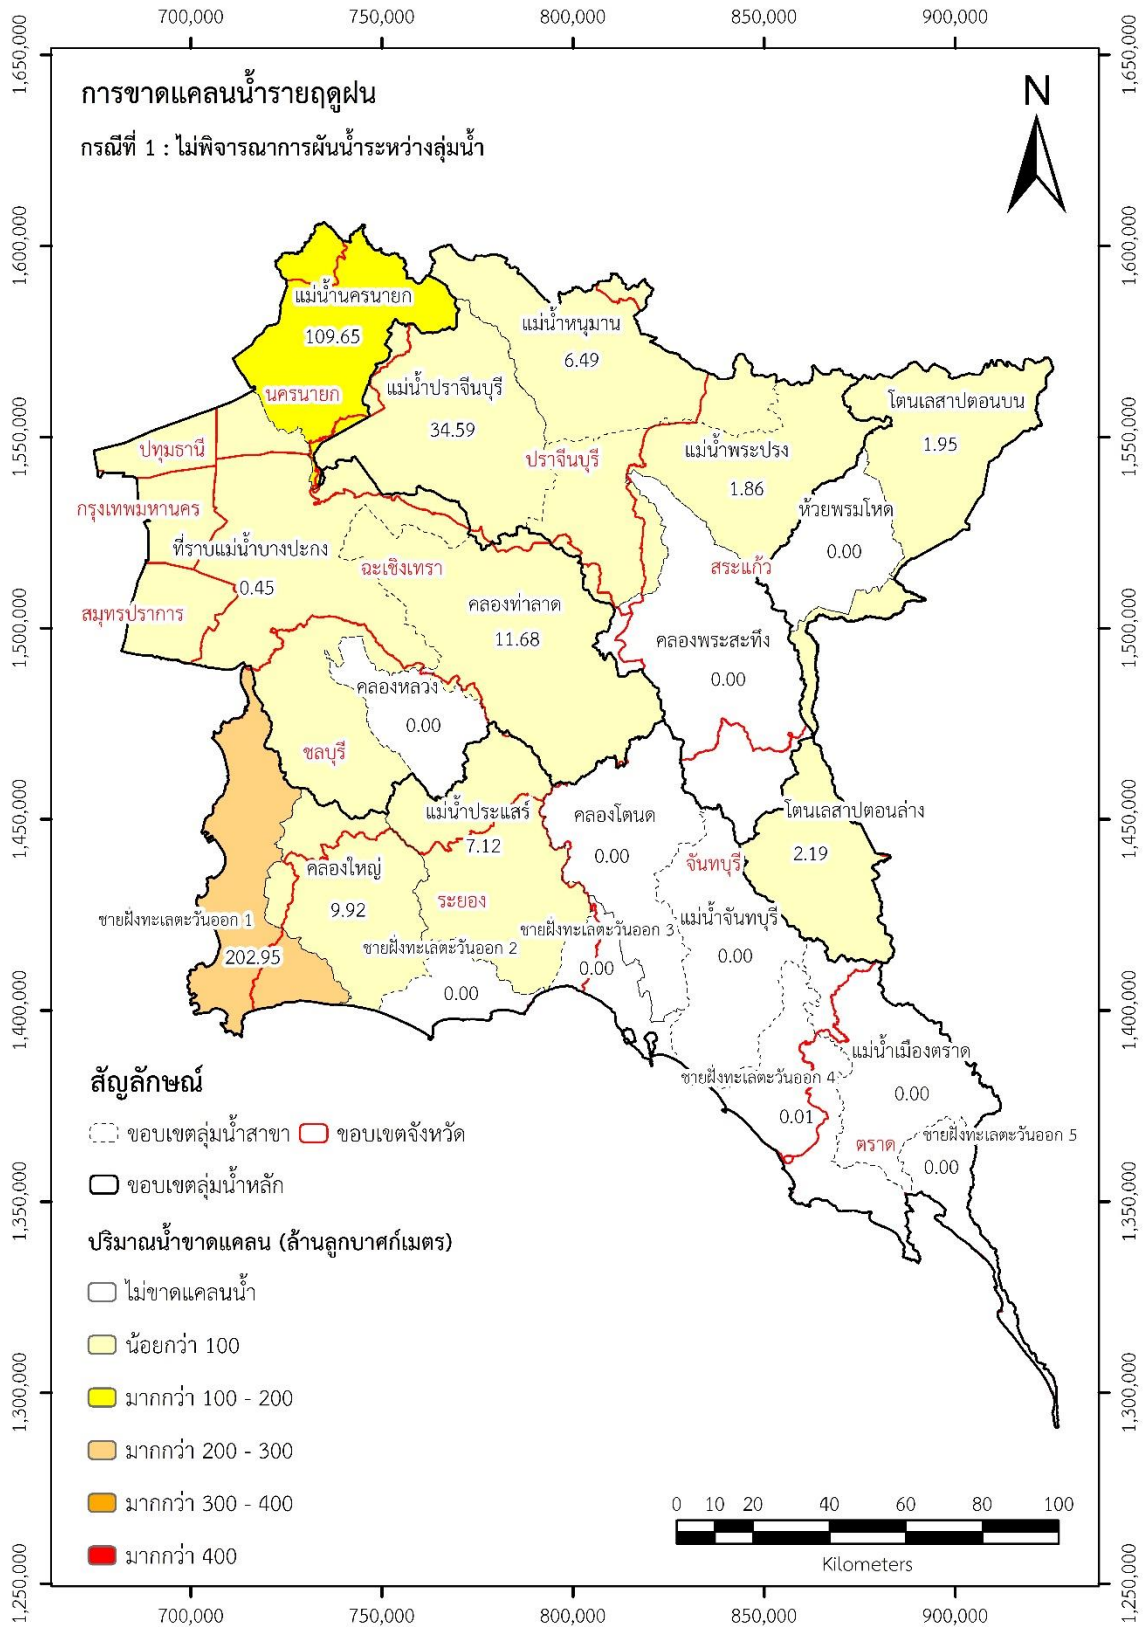 700,000 750,000 800,000 850,000 900,000
1,650,000 1,650,000
การขาดแคลนน้ำรายฤดูฝน
กรณีที่ 1 : ไม่พิจารณาการผันน้ำระหว่างลุ่มน้ำ
N
1,600,000 1,600,000
แม่น้ำนครนายก
109.65
แม่น้ำหนุมาน
6.49
นครนายก
แม่น้ำปราจีนบุรี
34.59
โตนเลสาปตอนบน
1.95
1,550,000 1,550,000
ปทุมธานี
ปราจีนบุรี
แม่น้ำพระปรง
1.86
กรุงเทพมหานคร
ห้วยพรมโหด
0.00
ที่ราบแม่น้ำบางปะกง
0.45
ฉะเชิงเทรา
สระแก้ว
สมุทรปราการ
คลองท่าลาด
11.68
1,500,000 1,500,000
คลองพระสะทึง
0.00
คลองหลวง
0.00
ชลบุรี
แม่น้ำประแสร์
7.12
คลองโตนด
0.00
โตนเลสาปตอนล่าง
2.19
1,450,000 1,450,000
คลองใหญ่
9.92
จันทบุรี
ระยอง
ชายฝั่งทะเลตะวันออก 1
202.95
ชายฝั่งทะเลตะวันออก 2
0.00
ชายฝั่งทะเลตะวันออก 3
0.00
แม่น้ำจันทบุรี
0.00
1,400,000 1,400,000
แม่น้ำเมืองตราด
0.00
ชายฝั่งทะเลตะวันออก 4
0.01
ตราด
ชายฝั่งทะเลตะวันออก 5
0.00
สัญลักษณ์
ขอบเขตลุ่มน้ำสาขา ขอบเขตจังหวัด
ขอบเขตลุ่มน้ำหลัก
1,350,000 1,350,000
ปริมาณน้ำขาดแคลน (ล้านลูกบาศก์เมตร)
ไม่ขาดแคลนน้ำ
น้อยกว่า 100
มากกว่า 100 - 200
1,300,000 1,300,000
มากกว่า 200 - 300
มากกว่า 300 - 400
มากกว่า 400
0 10 20 40 60 80 100
Kilometers
1,250,000 1,250,000
700,000 750,000 800,000 850,000 900,000